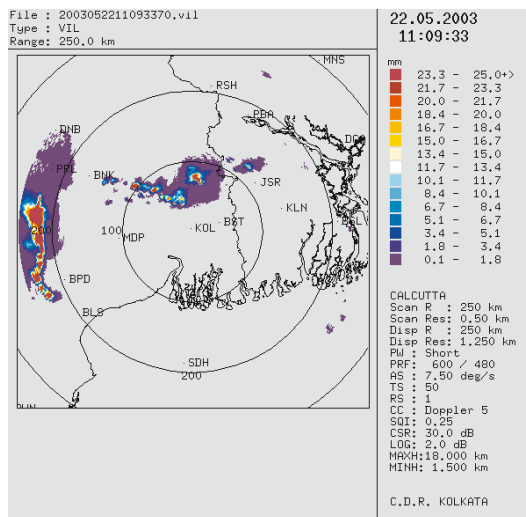 File : 2003052211093370.vil
Type : VIL
Range: 250.0 km
22.05.2003
11:09:33
mm
23.3 - 25.0+>
21.7 - 23.3
20.0 - 21.7
18.4 - 20.0
16.7 - 18.4
15.0 - 16.7
13.4 - 15.0
11.7 - 13.4
10.1 - 11.7
8.4 - 10.1
6.7 - 8.4
5.1 - 6.7
3.4 - 5.1
1.8 - 3.4
0.1 - 1.8
MNS
RSH
PBA
DNB
PRL
BNK
JSR
KLN
BST
KOL
200
100
MDP
BPD
BLS
SDH
200
CALCUTTA
Scan R : 250 km
Scan Res: 0.50 km
Disp R : 250 km
Disp Res: 1.250 km
PW : Short
PRF: 600 / 480
AS : 7.50 deg/s
TS : 50
RS : 1
CC : Doppler 5
SQI: 0.25
CSR: 30.0 dB
LOG: 2.0 dB
MAXH:18.000 km
MINH: 1.500 km
C.D.R. KOLKATA